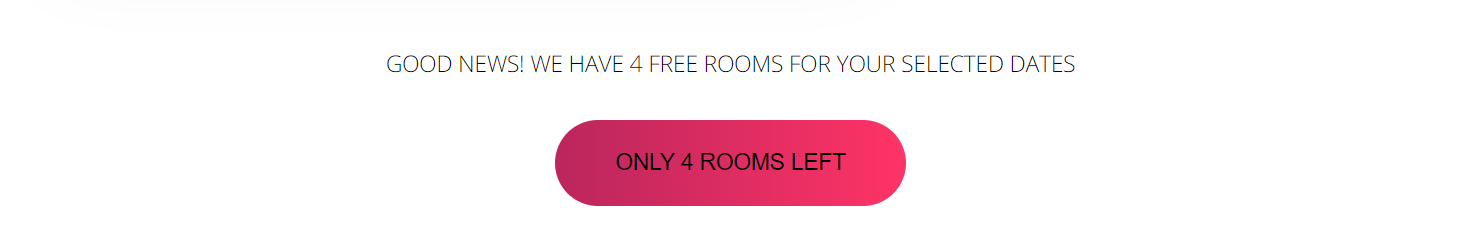 GOOD NEWS! WE HAVE 4 FREE ROOMS FOR YOUR SELECTED DATES
ONLY 4 ROOMS LEFT